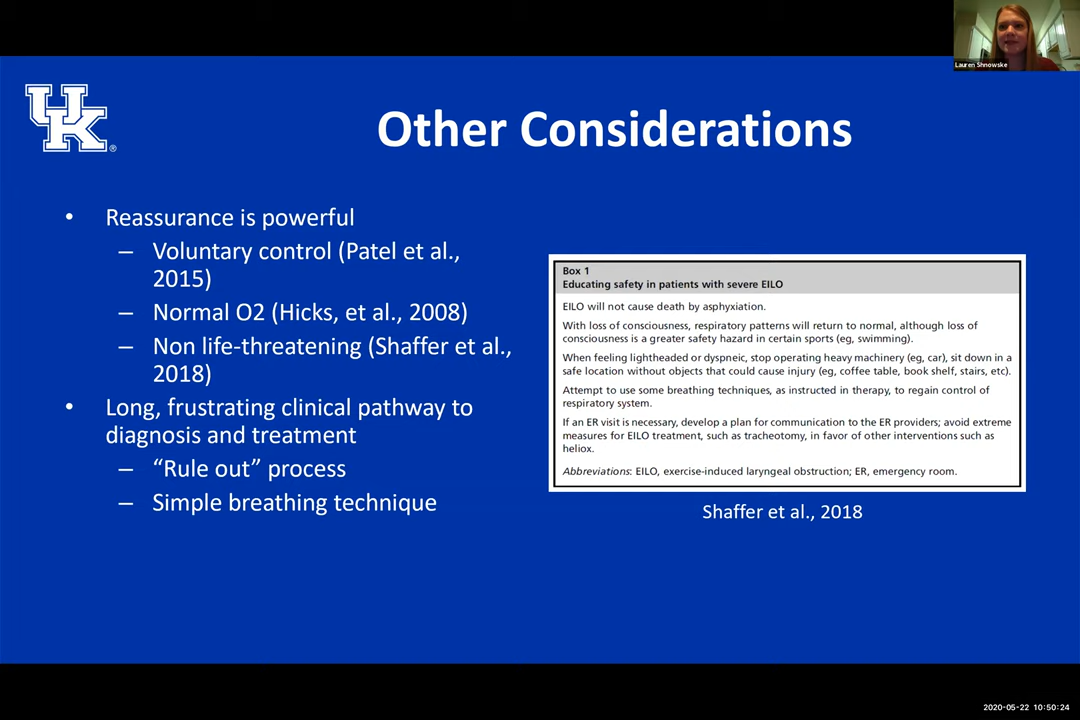 Lauren Shnowske
UK
®
Other Considerations
• Reassurance is powerful
– Voluntary control (Patel et al.,
2015)
– Normal O2 (Hicks, et al., 2008)
– Non life-threatening (Shaffer et al.,
2018)
• Long, frustrating clinical pathway to
diagnosis and treatment
– “Rule out” process
– Simple breathing technique
Box 1
Educating safety in patients with severe EILO
EILO will not cause death by asphyxiation.
With loss of consciousness, respiratory patterns will return to normal, although loss of
consciousness is a greater safety hazard in certain sports (eg, swimming).
When feeling lightheaded or dyspneic, stop operating heavy machinery (eg, car), sit down in a
safe location without objects that could cause injury (eg, coffee table, book shelf, stairs, etc).
Attempt to use some breathing techniques, as instructed in therapy, to regain control of
respiratory system.
If an ER visit is necessary, develop a plan for communication to the ER providers; avoid extreme
measures for EILO treatment, such as tracheotomy, in favor of other interventions such as
heliox.
Abbreviations: EILO, exercise-induced laryngeal obstruction; ER, emergency room.
Shaffer et al., 2018
2020-05-22 10:50:24